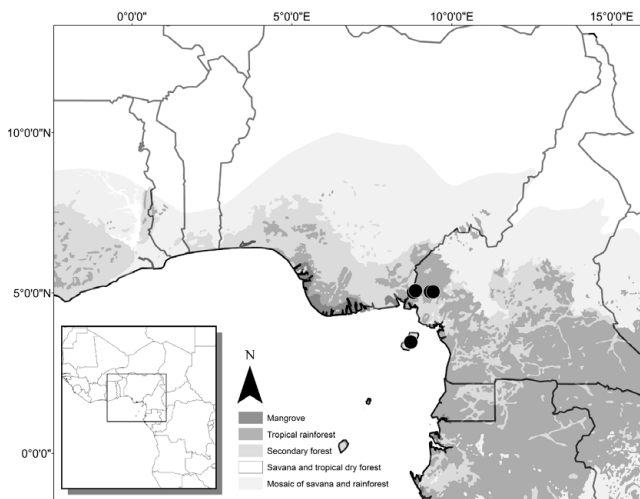 0°0'0"
5°0'0"E
10°0'0"E
15°0'0"E
10°0'0"N
5°0'0"N
0°0'0"
N
Mangrove
Tropical rainforest
Secondary forest
Savana and tropical dry forest
Mosaic of savana and rainforest